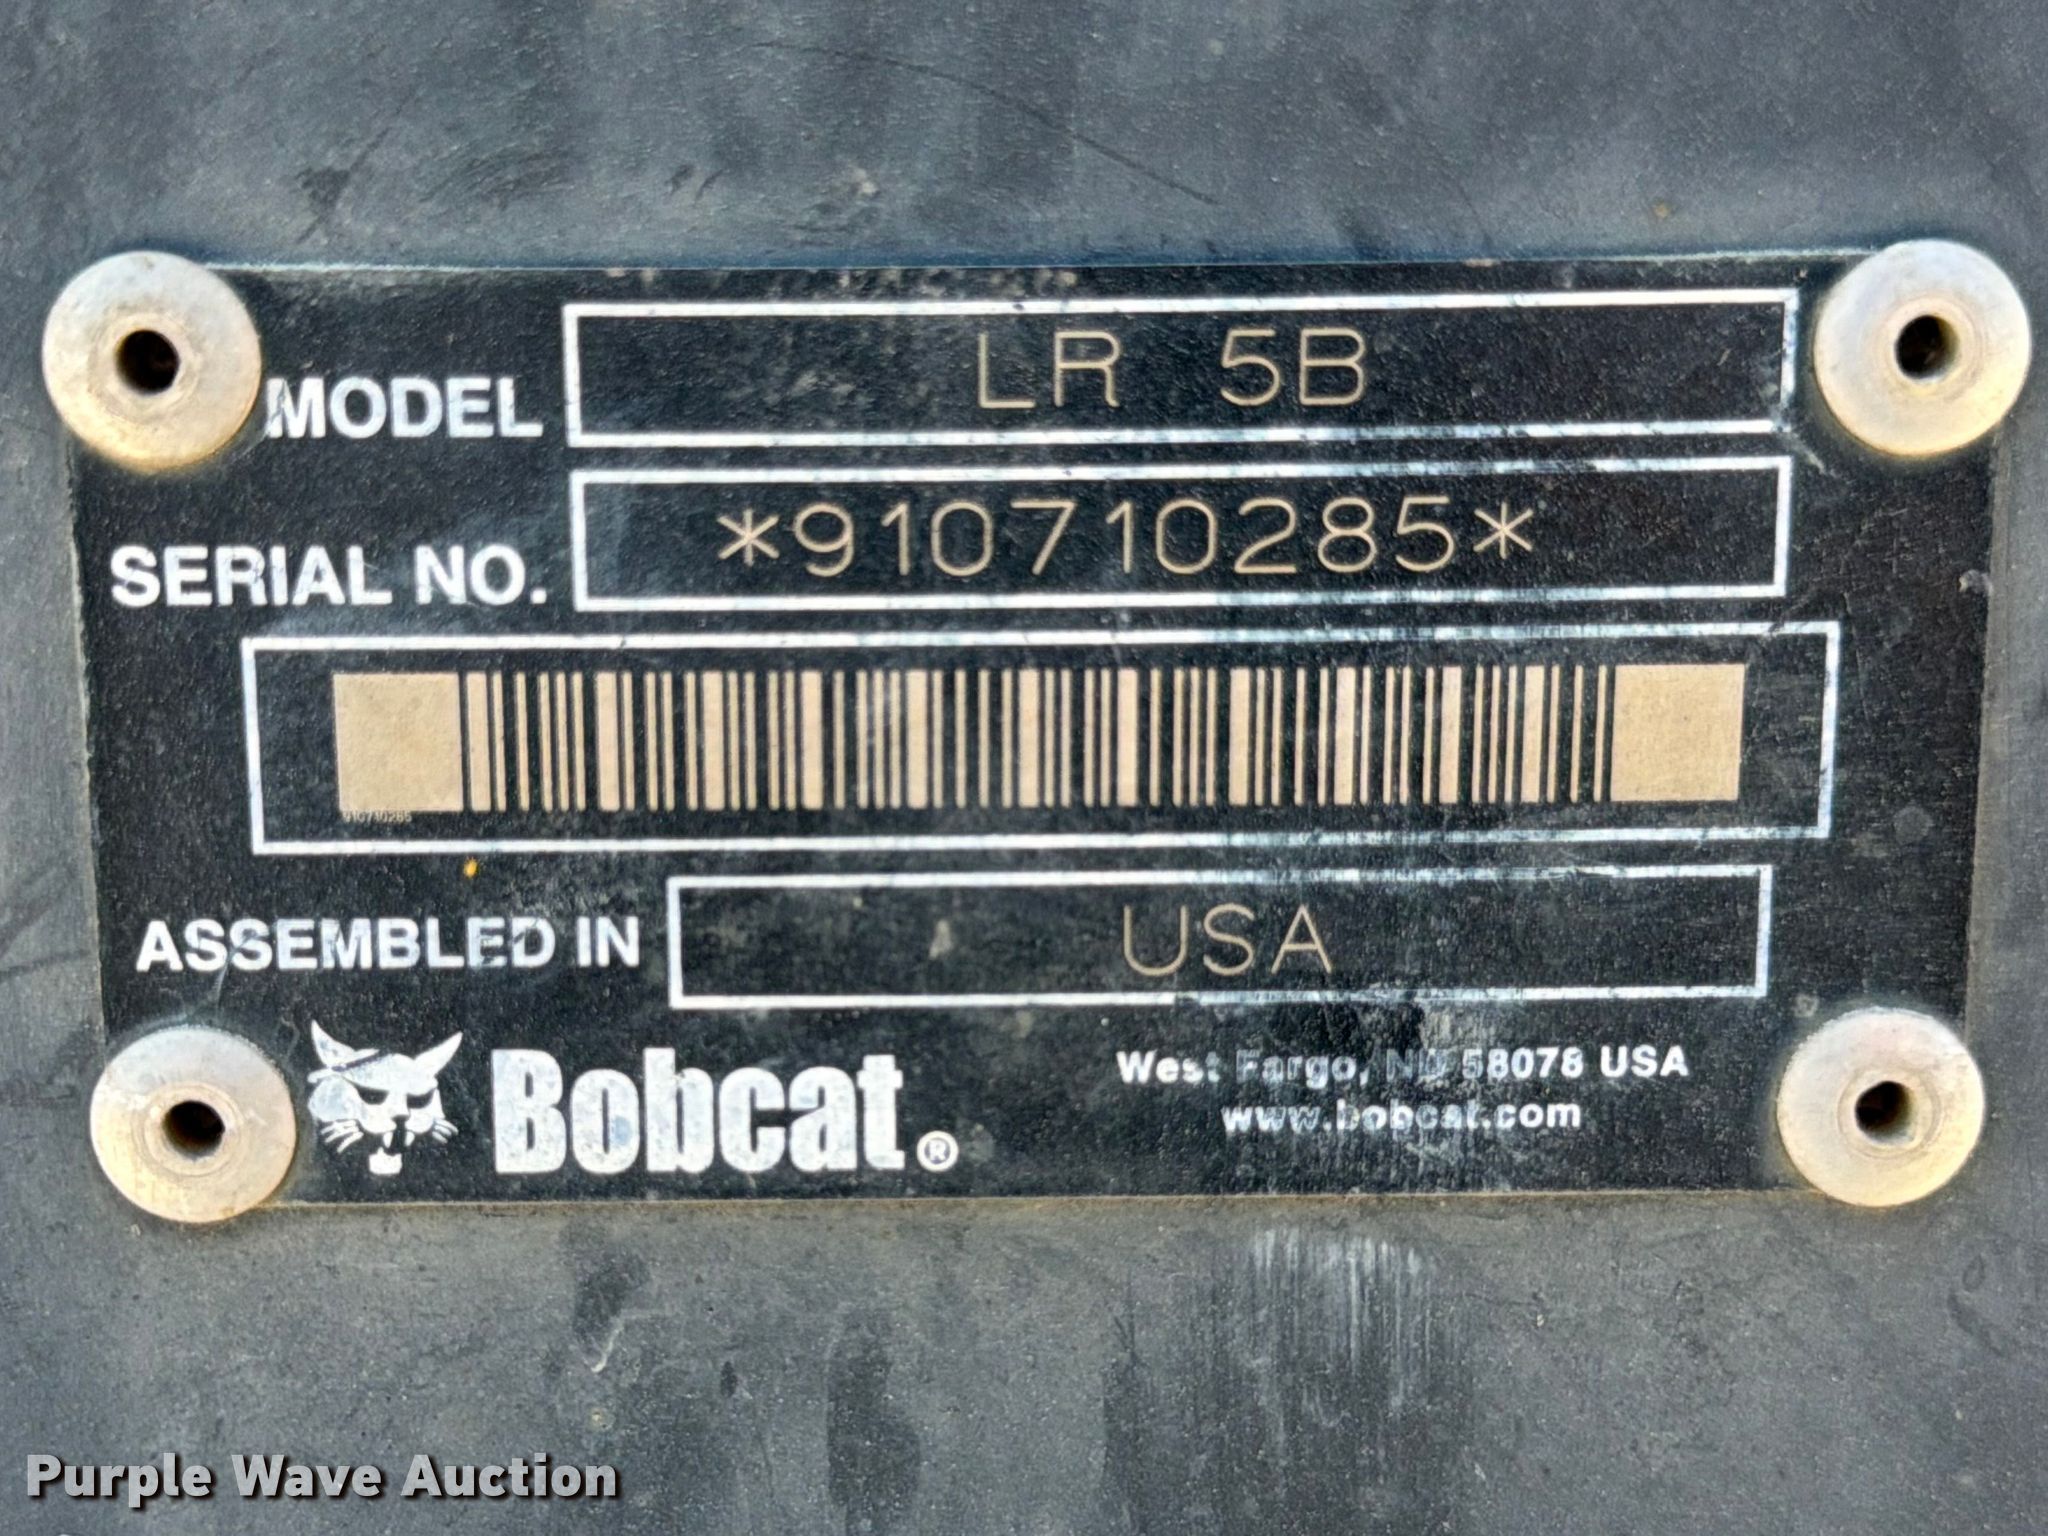 MODEL LR 5B
SERIAL NO. *910710285*
910710285
ASSEMBLED IN USA
Bobcat®
West Fargo, ND 58078 USA
www.bobcat.com
Purple Wave Auction